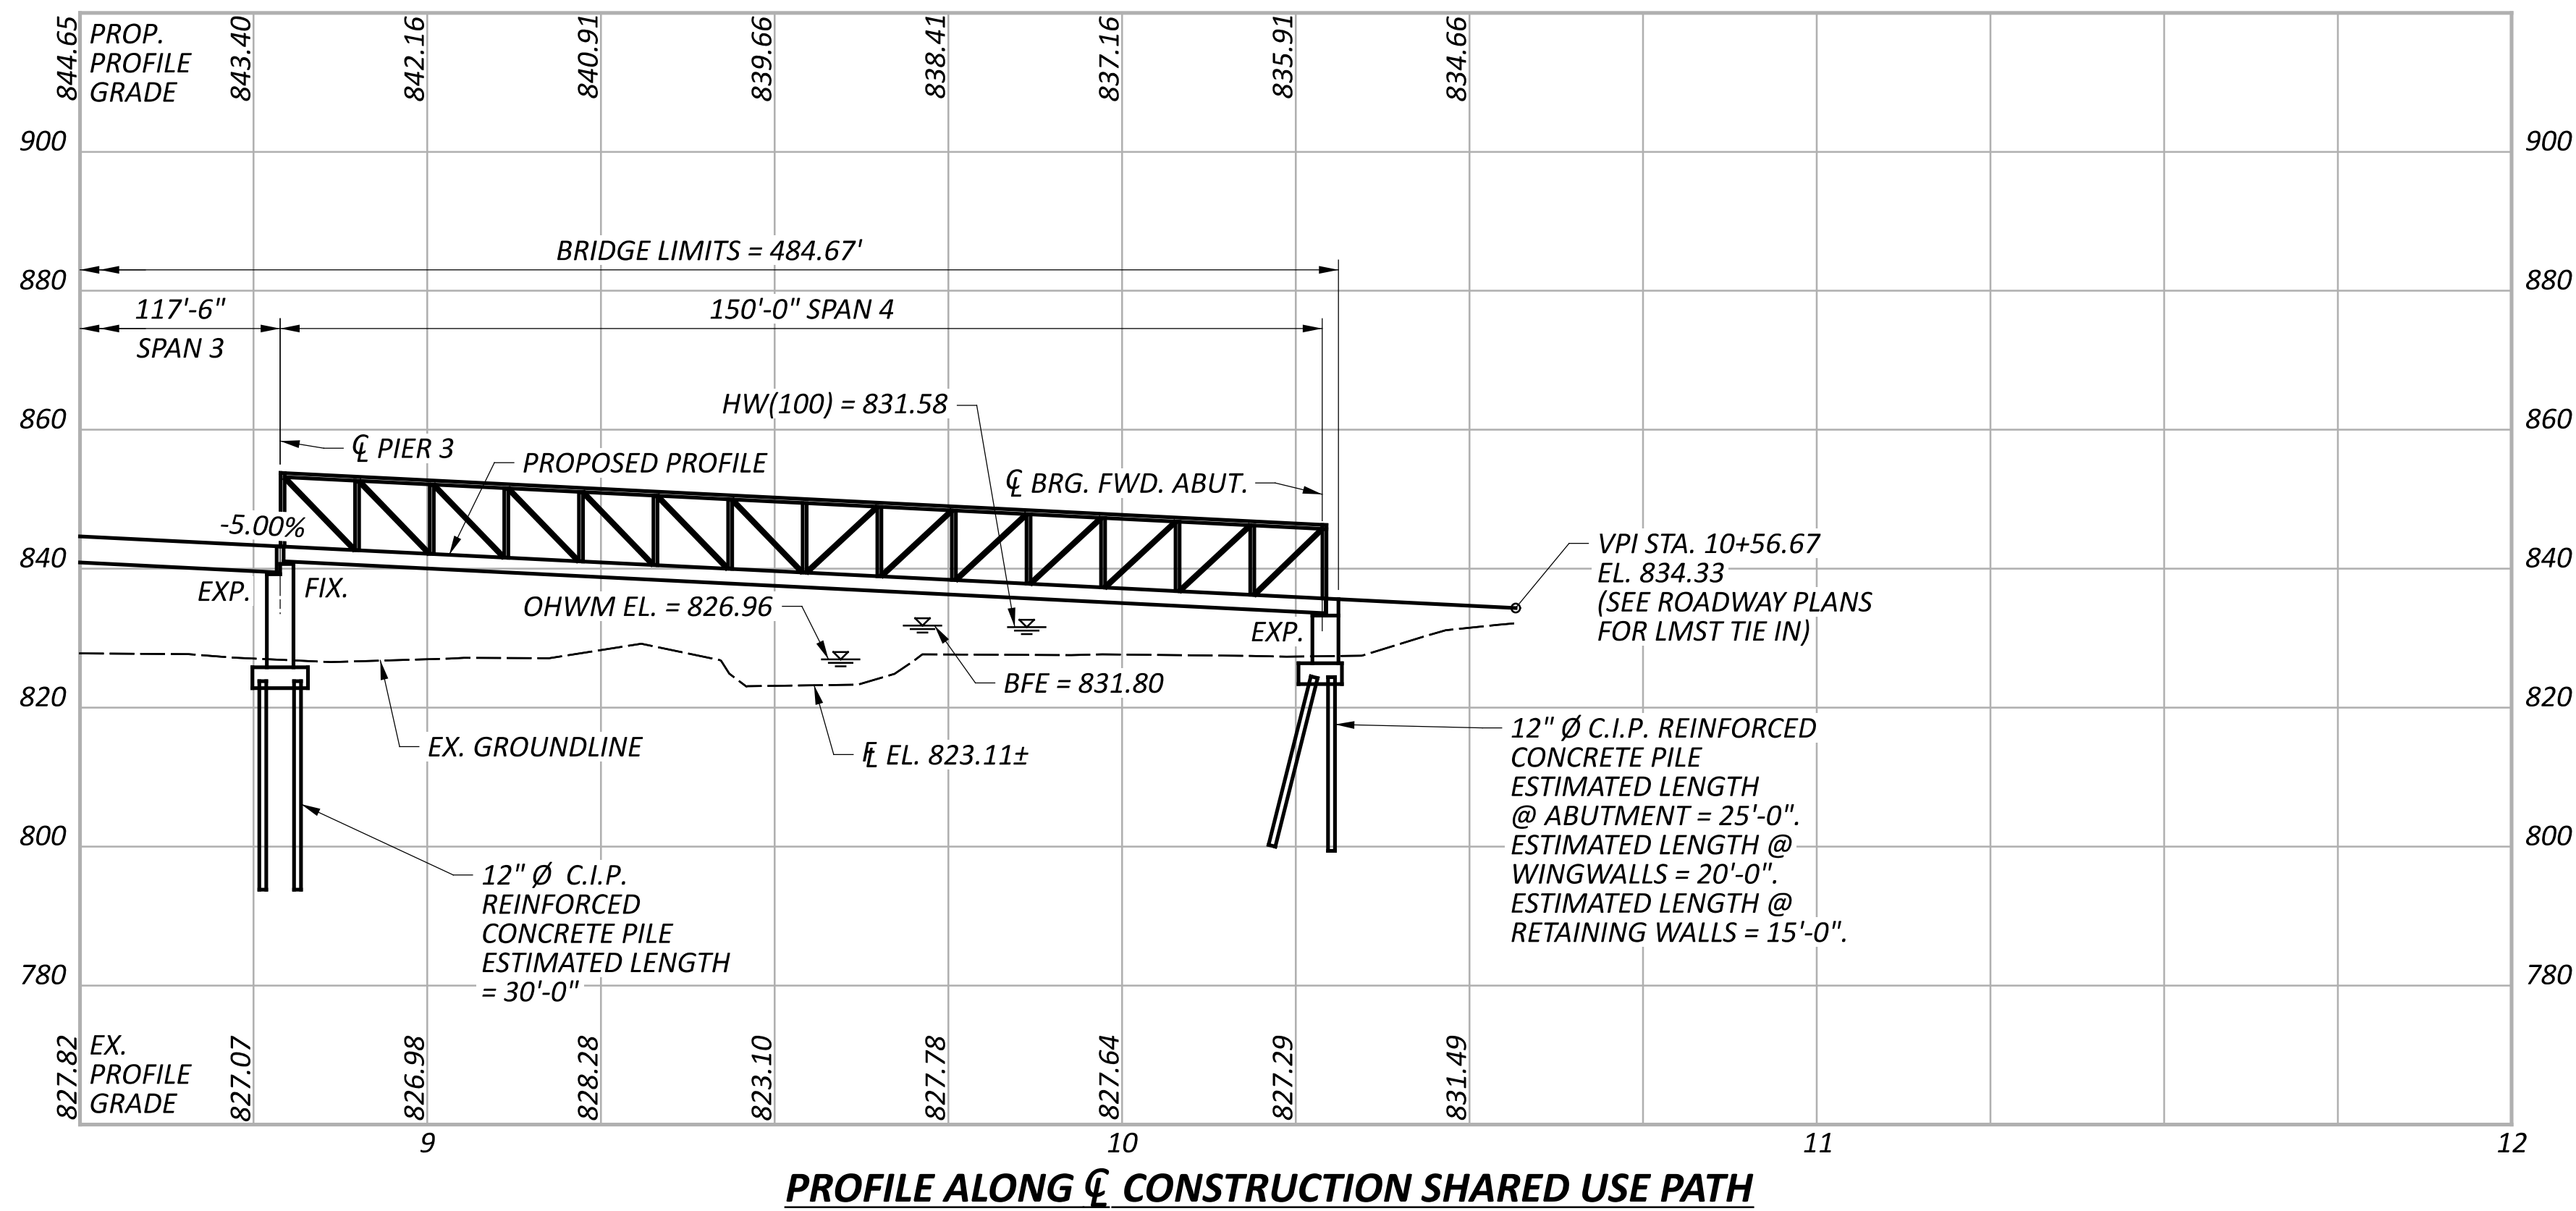 844.65
PROP.
PROFILE
GRADE
843.40
842.16
840.91
839.66
838.41
837.16
835.91
834.66
900
900
BRIDGE LIMITS = 484.67'
880
880
117'-6"
SPAN 3
150'-0" SPAN 4
HW(100) = 831.58
860
860
℄ PIER 3
PROPOSED PROFILE
℄ BRG. FWD. ABUT.
-5.00%
840
840
VPI STA. 10+56.67
EL. 834.33
(SEE ROADWAY PLANS
FOR LMST TIE IN)
EXP.
FIX.
OHWM EL. = 826.96
EXP.
BFE = 831.80
820
820
EX. GROUNDLINE
FL EL. 823.11±
12" Ø C.I.P. REINFORCED
CONCRETE PILE
ESTIMATED LENGTH
@ ABUTMENT = 25'-0".
ESTIMATED LENGTH @
WINGWALLS = 20'-0".
ESTIMATED LENGTH @
RETAINING WALLS = 15'-0".
800
800
12" Ø C.I.P.
REINFORCED
CONCRETE PILE
ESTIMATED LENGTH
= 30'-0"
780
780
827.82
EX.
PROFILE
GRADE
827.07
826.98
828.28
823.10
827.78
827.64
827.29
831.49
9
10
11
12
PROFILE ALONG ℄ CONSTRUCTION SHARED USE PATH